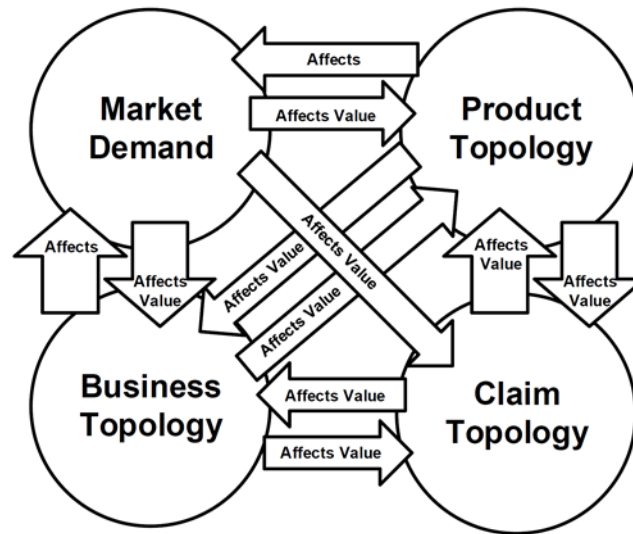 Affects
Market
Demand
Affects Value
Product
Topology
Affects
Affects
Value
Affects Value
Affects Value
Affects Value
Affects
Value
Affects
Value
Business
Topology
Affects Value
Claim
Topology
Affects Value